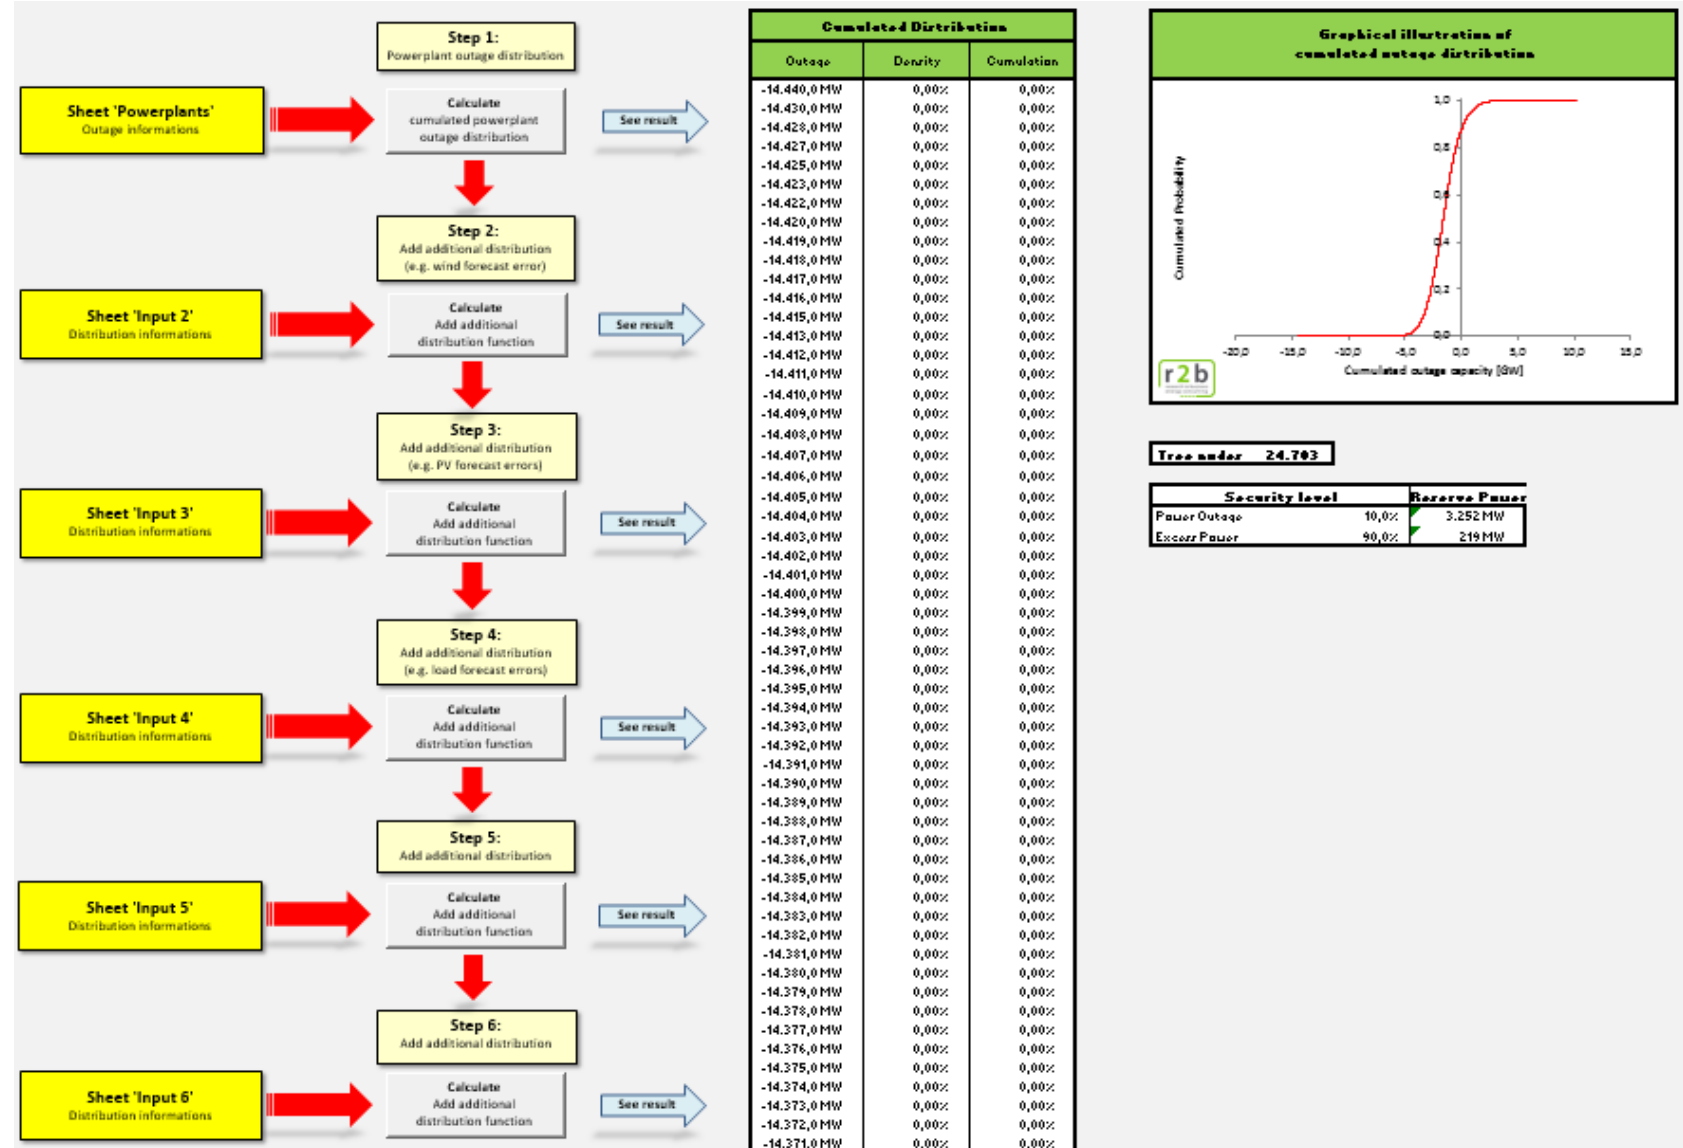 Step 1:
Powerplant outage distribution
Sheet 'Powerplants'
Outage informations
Calculate
cumulated powerplant
outage distribution
See result
Step 2:
Add additional distribution
(e.g. wind forecast error)
Sheet 'Input 2'
Distribution informations
Calculate
Add additional
distribution function
See result
Step 3:
Add additional distribution
(e.g. PV forecast errors)
Sheet 'Input 3'
Distribution informations
Calculate
Add additional
distribution function
See result
Step 4:
Add additional distribution
(e.g. load forecast errors)
Sheet 'Input 4'
Distribution informations
Calculate
Add additional
distribution function
See result
Step 5:
Add additional distribution
Sheet 'Input 5'
Distribution informations
Calculate
Add additional
distribution function
See result
Step 6:
Add additional distribution
Sheet 'Input 6'
Distribution informations
Calculate
Add additional
distribution function
See result
Cumulated Distribution
Outage Density Cumulation
-14.440,0 MW 0,00% 0,00%
-14.430,0 MW 0,00% 0,00%
-14.428,0 MW 0,00% 0,00%
-14.427,0 MW 0,00% 0,00%
-14.425,0 MW 0,00% 0,00%
-14.423,0 MW 0,00% 0,00%
-14.422,0 MW 0,00% 0,00%
-14.420,0 MW 0,00% 0,00%
-14.419,0 MW 0,00% 0,00%
-14.418,0 MW 0,00% 0,00%
-14.417,0 MW 0,00% 0,00%
-14.416,0 MW 0,00% 0,00%
-14.415,0 MW 0,00% 0,00%
-14.413,0 MW 0,00% 0,00%
-14.412,0 MW 0,00% 0,00%
-14.411,0 MW 0,00% 0,00%
-14.410,0 MW 0,00% 0,00%
-14.409,0 MW 0,00% 0,00%
-14.408,0 MW 0,00% 0,00%
-14.407,0 MW 0,00% 0,00%
-14.406,0 MW 0,00% 0,00%
-14.405,0 MW 0,00% 0,00%
-14.404,0 MW 0,00% 0,00%
-14.403,0 MW 0,00% 0,00%
-14.402,0 MW 0,00% 0,00%
-14.401,0 MW 0,00% 0,00%
-14.400,0 MW 0,00% 0,00%
-14.399,0 MW 0,00% 0,00%
-14.398,0 MW 0,00% 0,00%
-14.397,0 MW 0,00% 0,00%
-14.396,0 MW 0,00% 0,00%
-14.395,0 MW 0,00% 0,00%
-14.394,0 MW 0,00% 0,00%
-14.393,0 MW 0,00% 0,00%
-14.392,0 MW 0,00% 0,00%
-14.391,0 MW 0,00% 0,00%
-14.390,0 MW 0,00% 0,00%
-14.389,0 MW 0,00% 0,00%
-14.388,0 MW 0,00% 0,00%
-14.387,0 MW 0,00% 0,00%
-14.386,0 MW 0,00% 0,00%
-14.385,0 MW 0,00% 0,00%
-14.384,0 MW 0,00% 0,00%
-14.383,0 MW 0,00% 0,00%
-14.382,0 MW 0,00% 0,00%
-14.381,0 MW 0,00% 0,00%
-14.380,0 MW 0,00% 0,00%
-14.379,0 MW 0,00% 0,00%
-14.378,0 MW 0,00% 0,00%
-14.377,0 MW 0,00% 0,00%
-14.376,0 MW 0,00% 0,00%
-14.375,0 MW 0,00% 0,00%
-14.374,0 MW 0,00% 0,00%
-14.373,0 MW 0,00% 0,00%
-14.372,0 MW 0,00% 0,00%
-14.371,0 MW 0,00% 0,00%
Graphical illustration of
cumulated outage distribution
Cumulated Probability
1,0
0,8
0,6
0,4
0,2
0,0
-20,0 -15,0 -10,0 -5,0 0,0 5,0 10,0 15,0
Cumulated outage capacity [GW]
r2b
Tree nodes 24.703
Security level Reserve Power
Power Outage 10,0% 3.252 MW
Excess Power 90,0% 219 MW